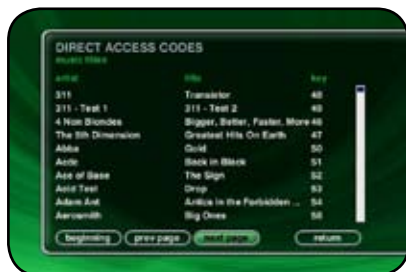 DIRECT ACCESS CODES
music titles
artist title key
311 Transistor 48
311 - Test 1 311 - Test 2 49
4 Non Blondes Bigger, Better, Faster, More 46
The 5th Dimension Greatest Hits On Earth 47
Abba Gold 50
Acdc Back in Black 51
Ace of Base The Sign 52
Acid Test Drop 53
Adam Ant Antics in the Forbidden ... 54
Aerosmith Big Ones
beginning prev page next page return